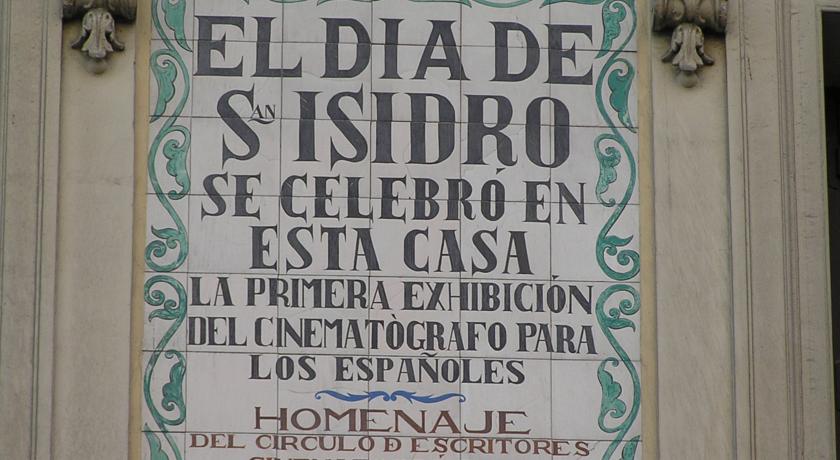 EL DIA DE
SAN ISIDRO
SE CELEBRÓ EN
ESTA CASA
LA PRIMERA EXHIBICIÓN
DEL CINEMATÒGRAFO PARA
LOS ESPAÑOLES
HOMENAJE
DEL CIRCULO D ESCRITORES